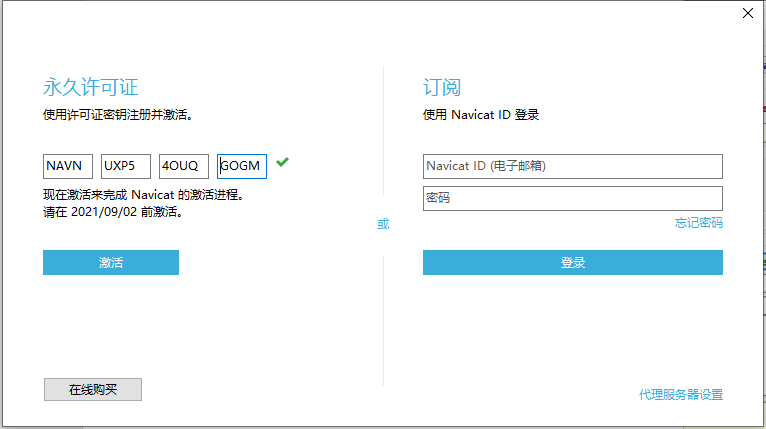 永久许可证
使用许可证密钥注册并激活。
NAVN UXP5 4OUQ GOGM
现在激活来完成 Navicat 的激活进程。
请在 2021/09/02 前激活。
激活
在线购买
或
订阅
使用 Navicat ID 登录
Navicat ID (电子邮箱)
密码
忘记密码
登录
代理服务器设置